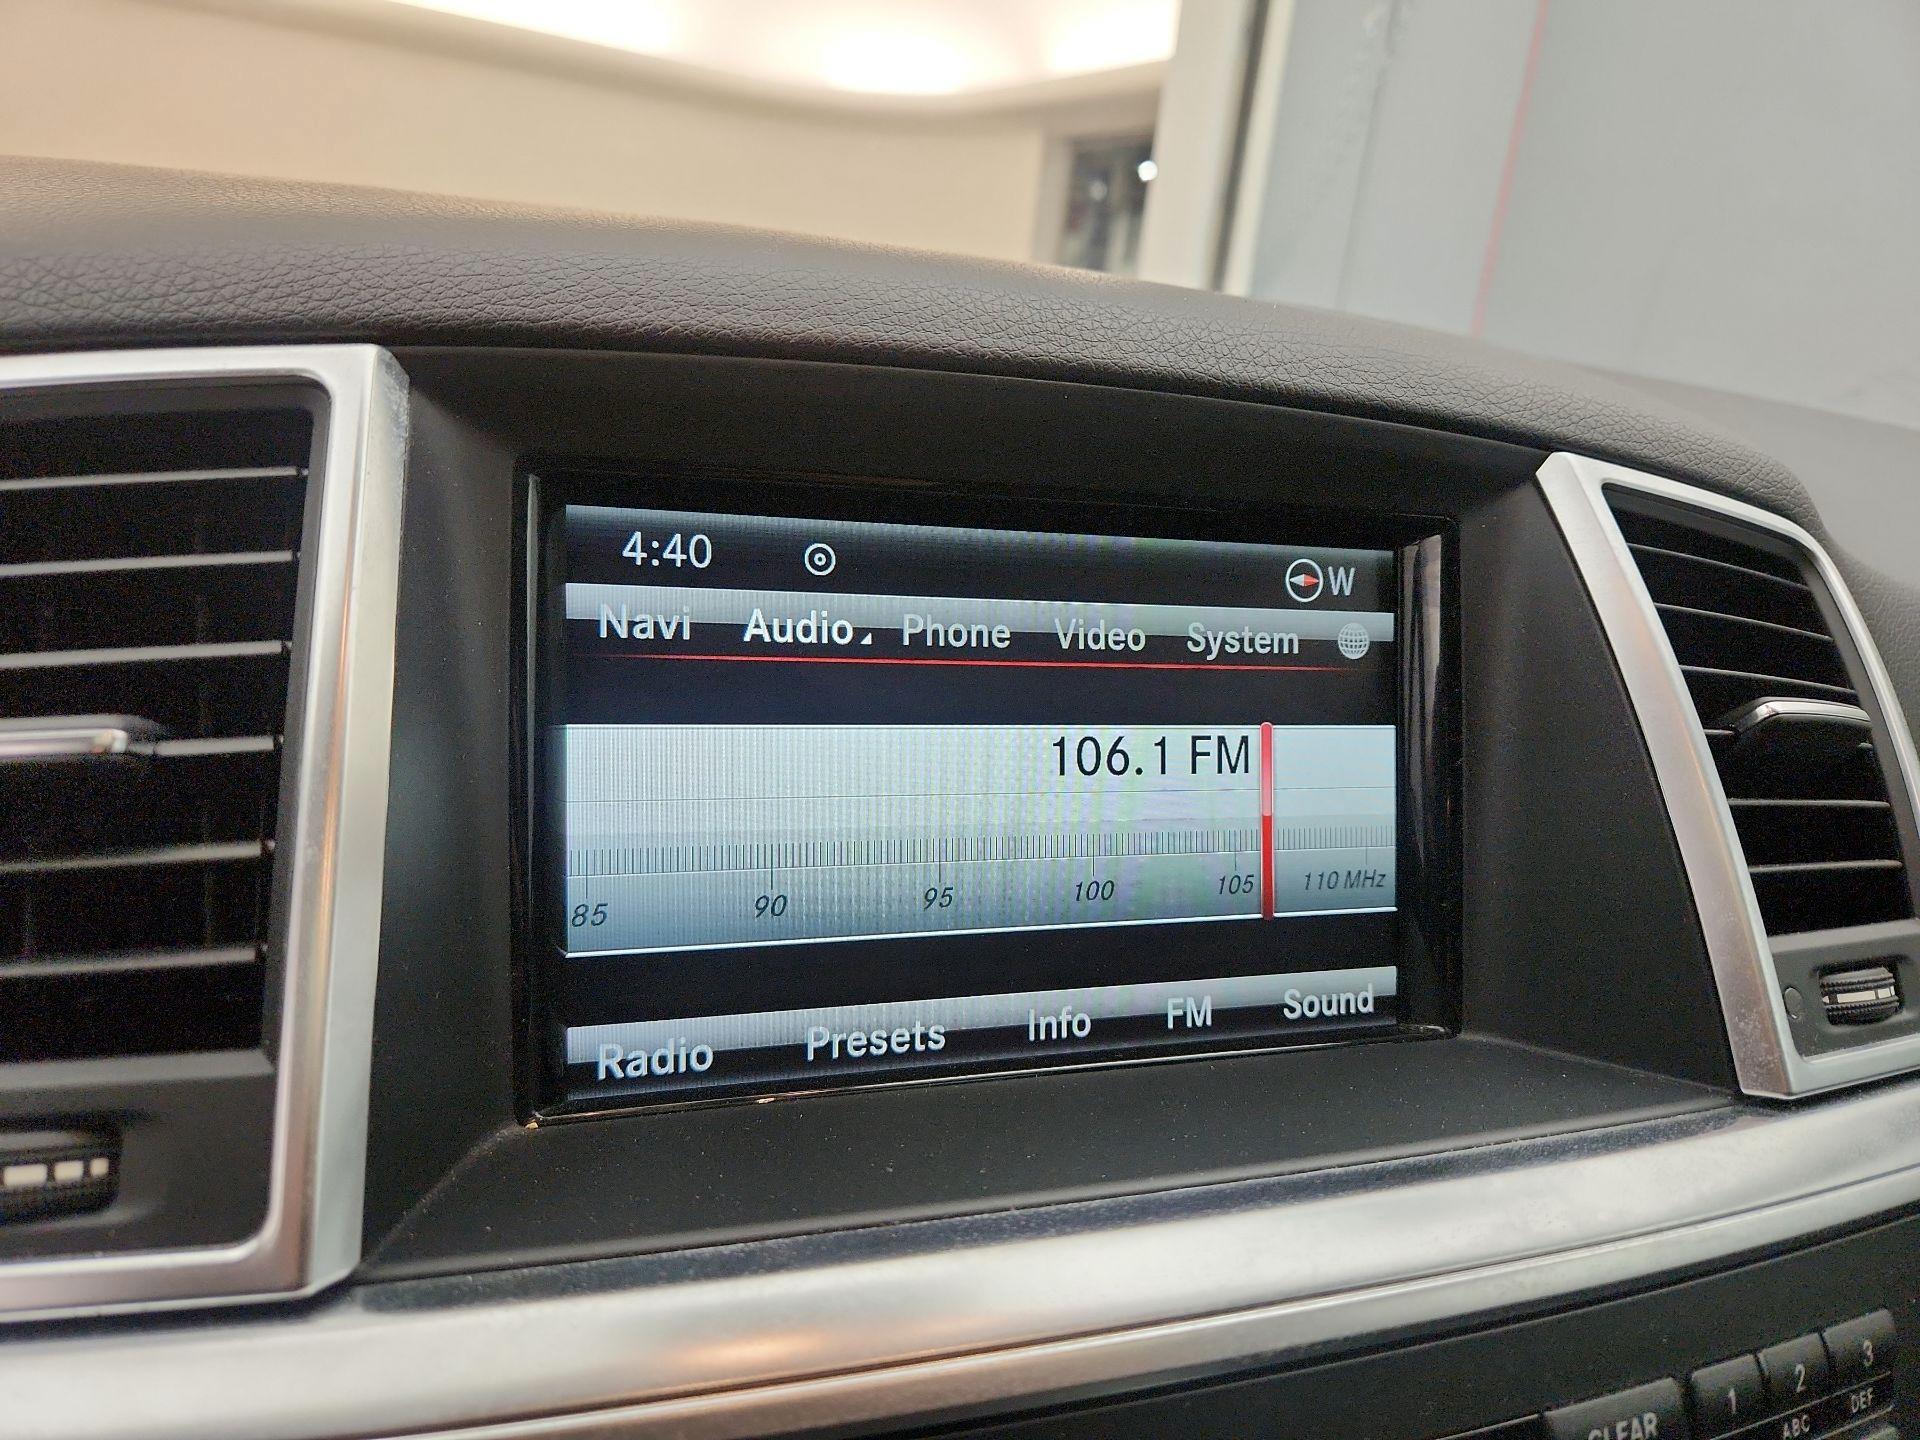 4:40 W
Navi Audio Phone Video System
106.1 FM
85 90 95 100 105 110 MHz
Radio Presets Info FM Sound
CLEAR 1 2 3
ABC DEF